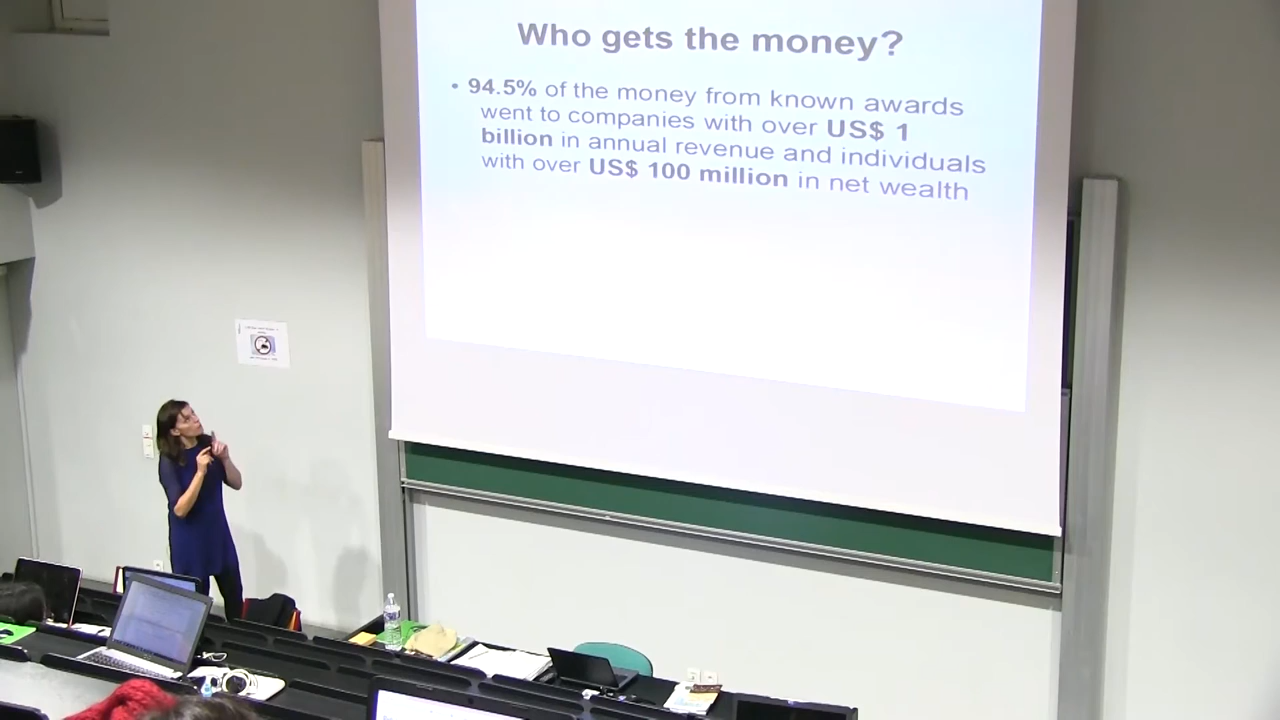 Who gets the money?
• 94.5% of the money from known awards
went to companies with over US$ 1
billion in annual revenue and individuals
with over US$ 100 million in net wealth